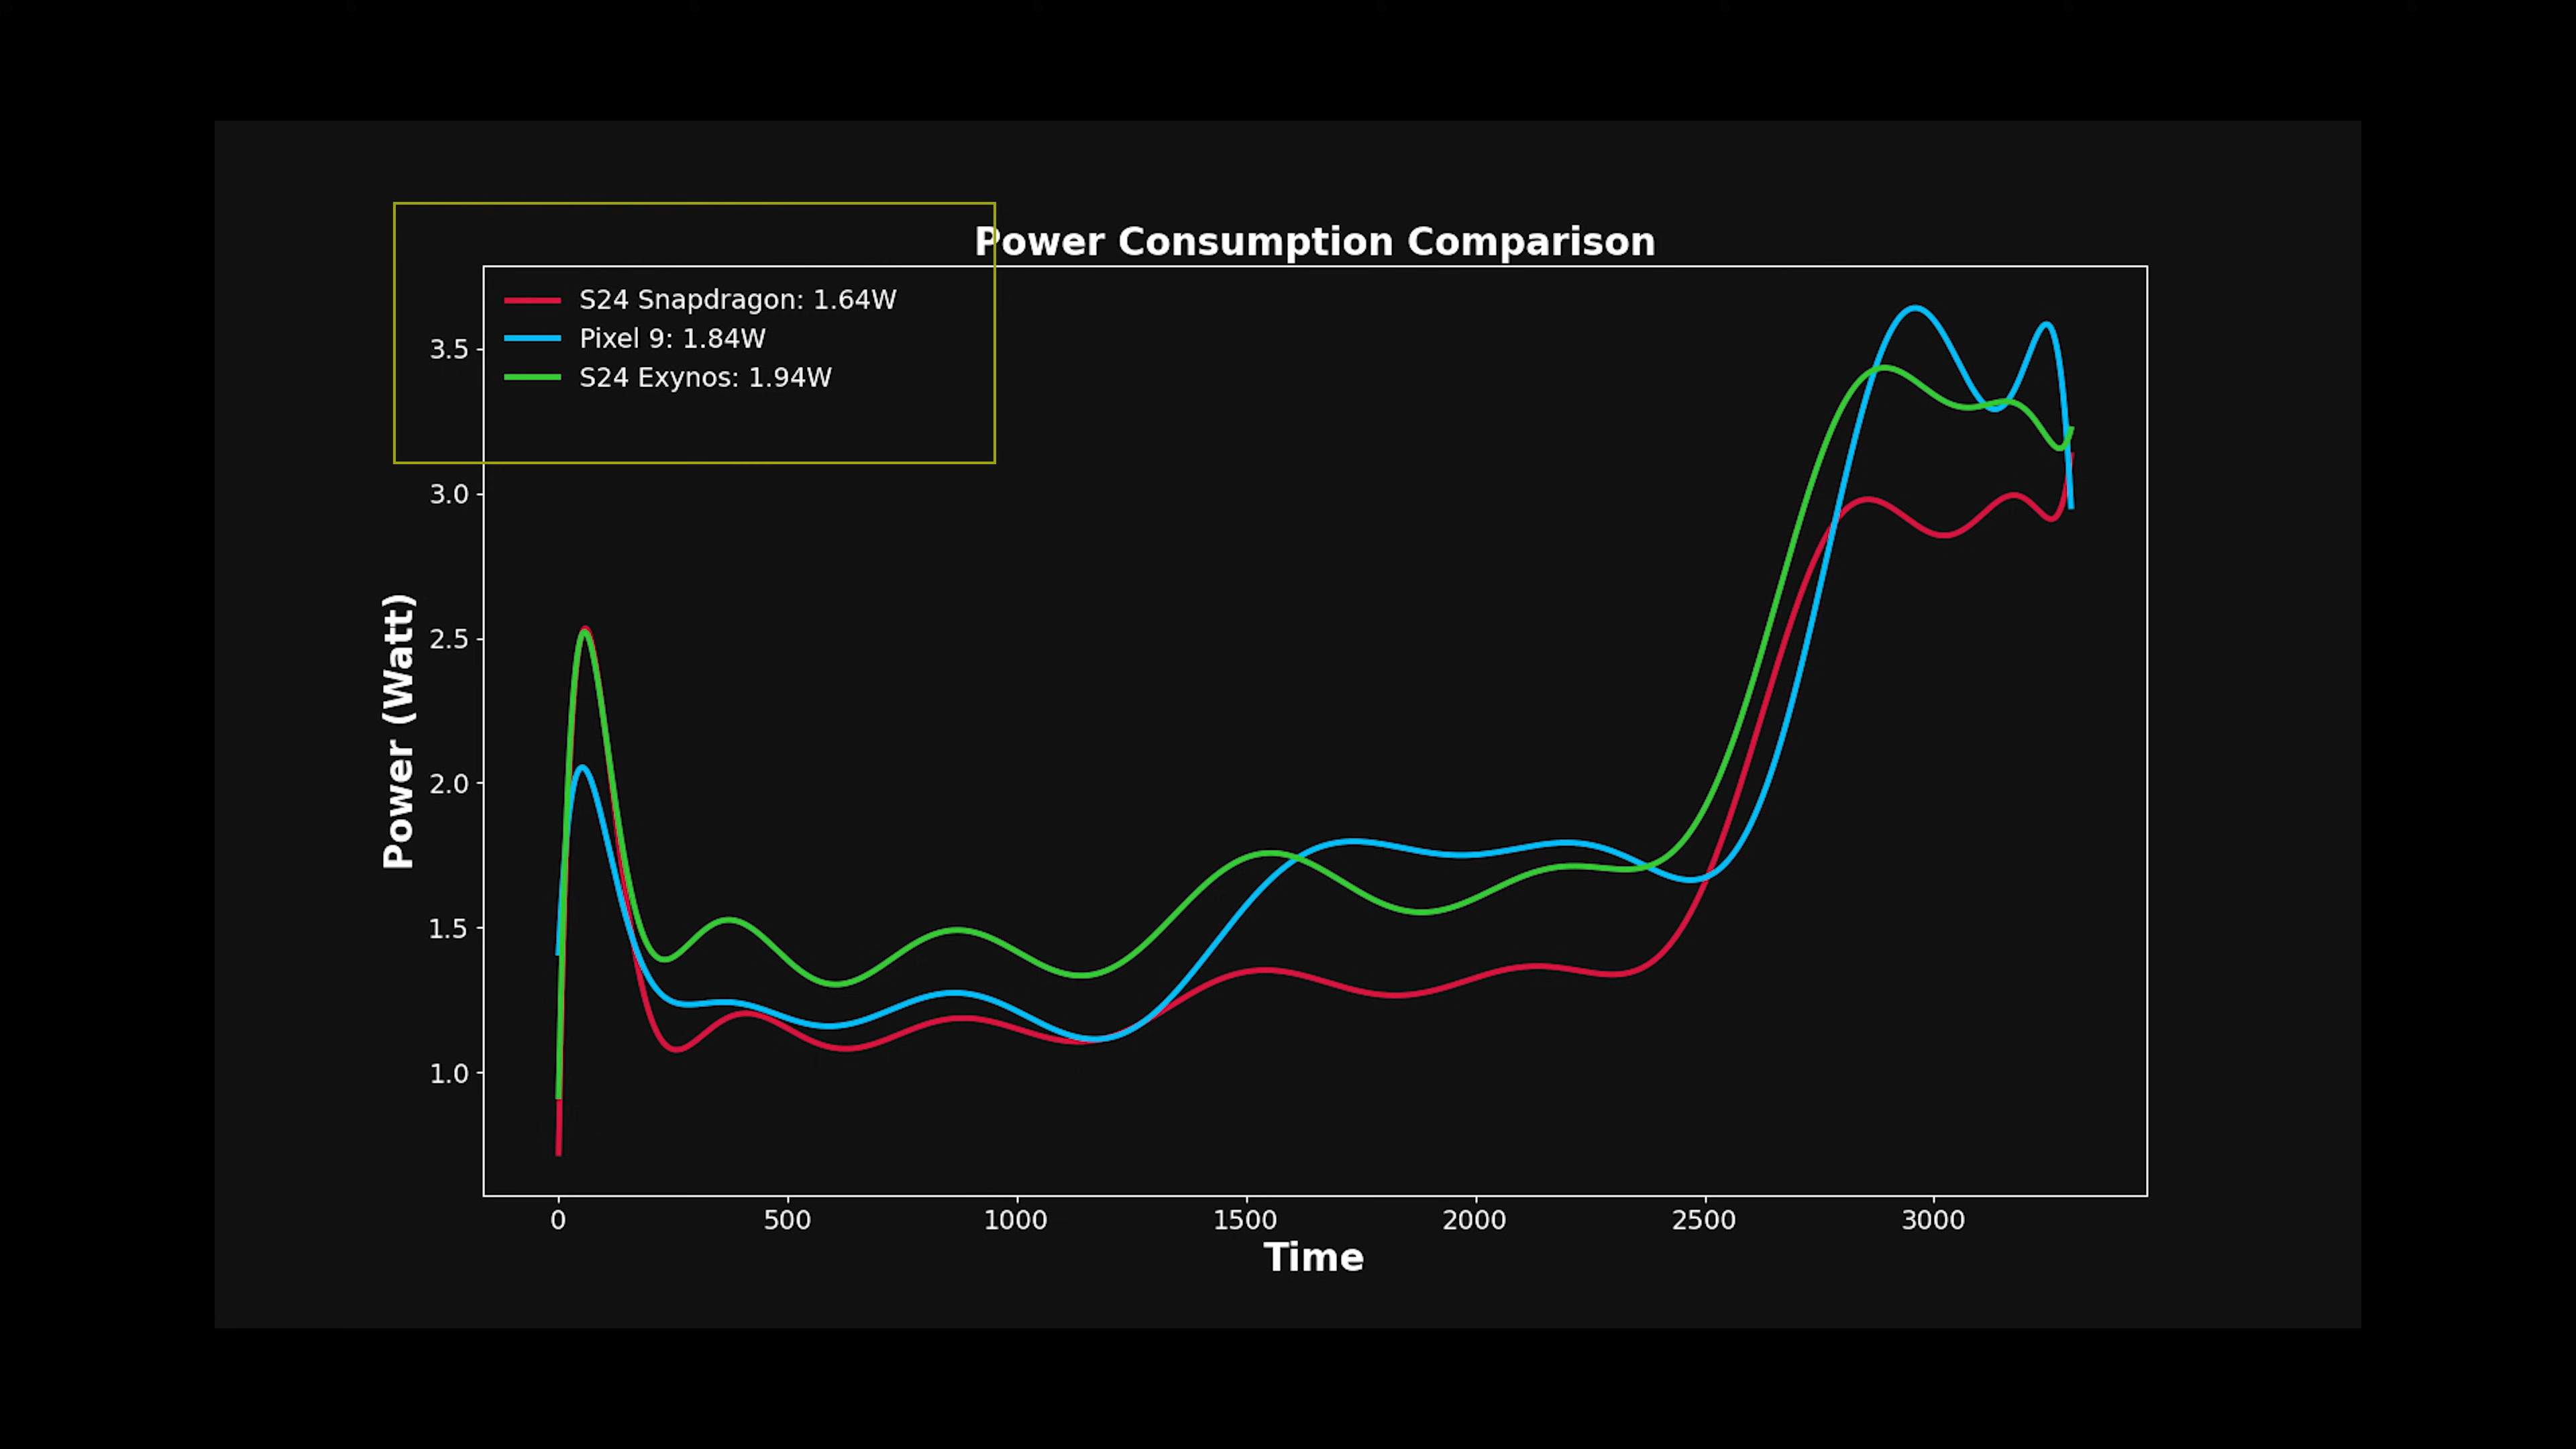 Power Consumption Comparison
S24 Snapdragon: 1.64W
Pixel 9: 1.84W
S24 Exynos: 1.94W
Power (Watt)
3.5
3.0
2.5
2.0
1.5
1.0
0 500 1000 1500 2000 2500 3000
Time